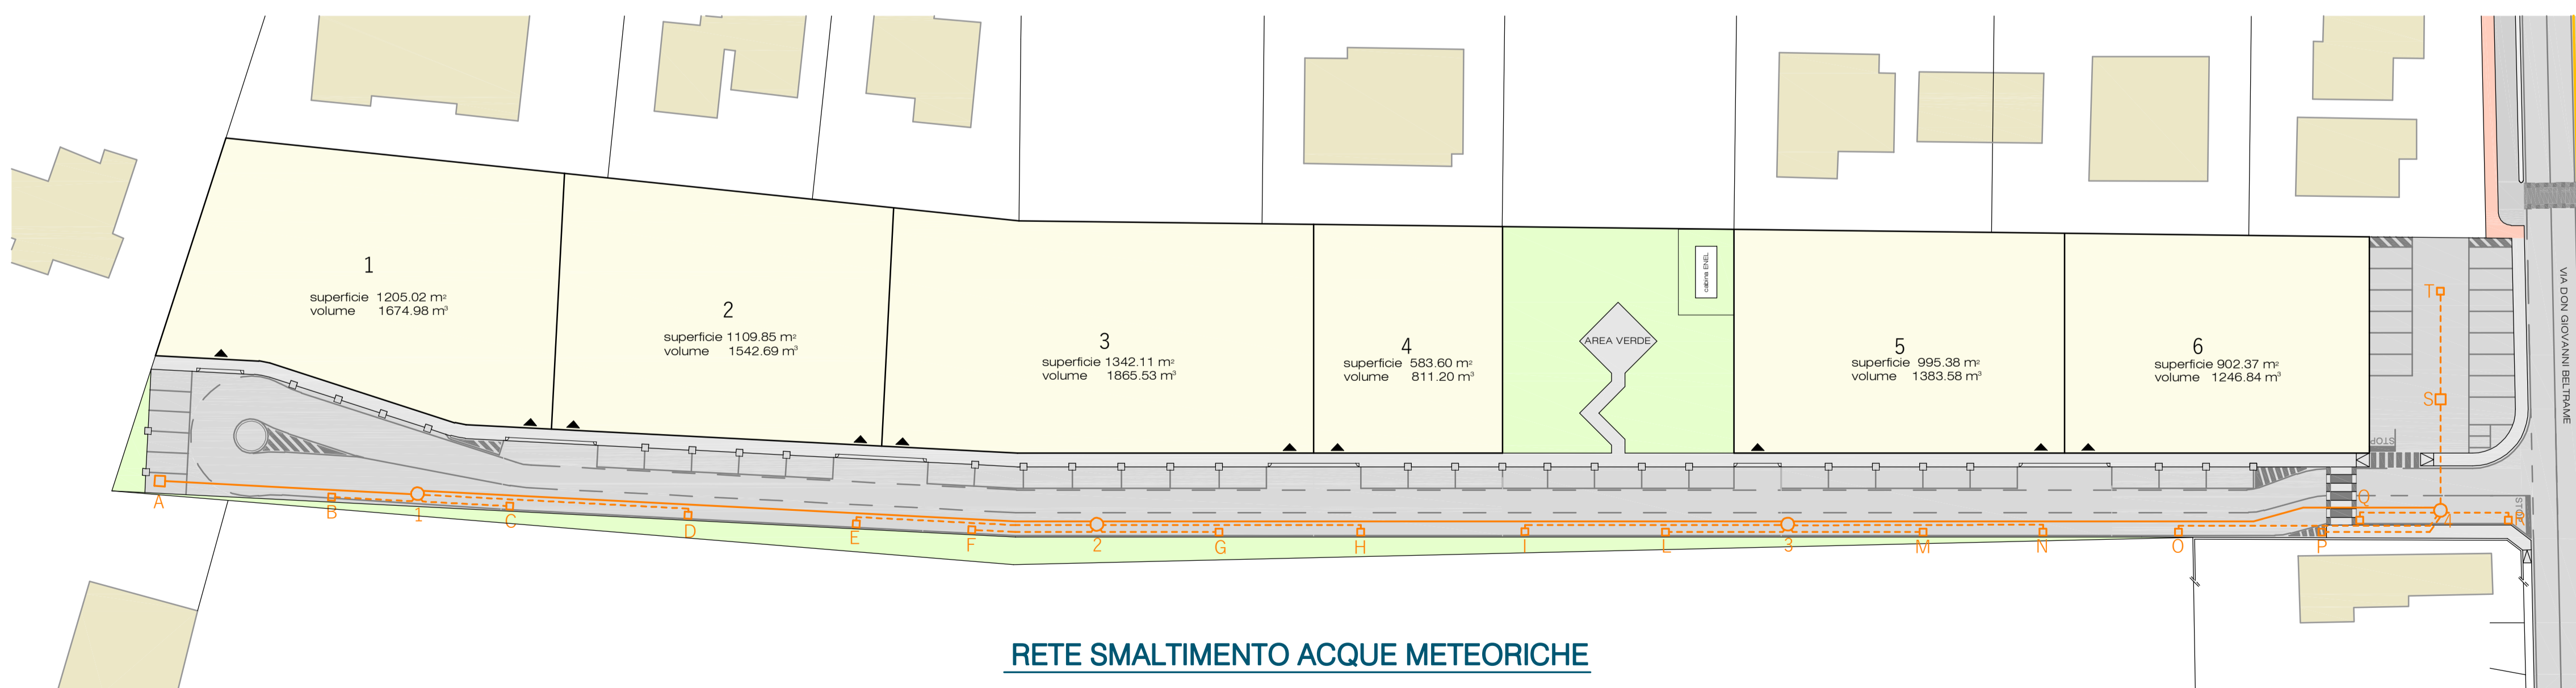 1
superficie 1205.02 m²
volume 1674.98 m³
2
superficie 1109.85 m²
volume 1542.69 m³
3
superficie 1342.11 m²
volume 1865.53 m³
4
superficie 583.60 m²
volume 811.20 m³
AREA VERDE
cabina ENEL
5
superficie 995.38 m²
volume 1383.58 m³
6
superficie 902.37 m²
volume 1246.84 m³
VIA DON GIOVANNI BELTRAME
T
S
STOP
STOP
A
B
1
C
D
E
F
2
G
H
I
L
3
M
N
O
P
Q
4
RETE SMALTIMENTO ACQUE METEORICHE